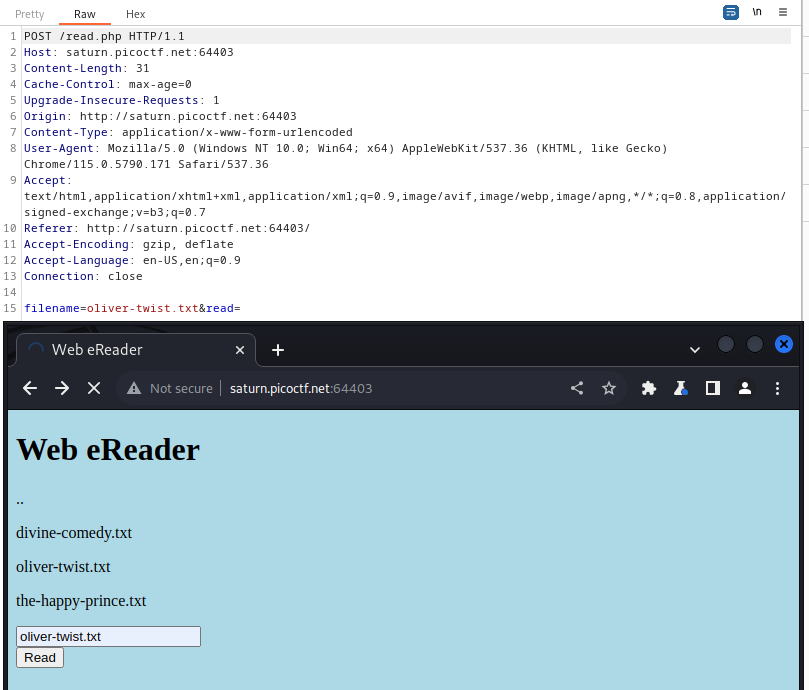 Pretty Raw Hex \n
1 POST /read.php HTTP/1.1
2 Host: saturn.picoctf.net:64403
3 Content-Length: 31
4 Cache-Control: max-age=0
5 Upgrade-Insecure-Requests: 1
6 Origin: http://saturn.picoctf.net:64403
7 Content-Type: application/x-www-form-urlencoded
8 User-Agent: Mozilla/5.0 (Windows NT 10.0; Win64; x64) AppleWebKit/537.36 (KHTML, like Gecko)
Chrome/115.0.5790.171 Safari/537.36
9 Accept:
text/html,application/xhtml+xml,application/xml;q=0.9,image/avif,image/webp,image/apng,*/*;q=0.8,application/
signed-exchange;v=b3;q=0.7
10 Referer: http://saturn.picoctf.net:64403/
11 Accept-Encoding: gzip, deflate
12 Accept-Language: en-US,en;q=0.9
13 Connection: close
14
15 filename=oliver-twist.txt&read=
Web eReader
Not secure saturn.picoctf.net:64403
Web eReader
..
divine-comedy.txt
oliver-twist.txt
the-happy-prince.txt
oliver-twist.txt
Read